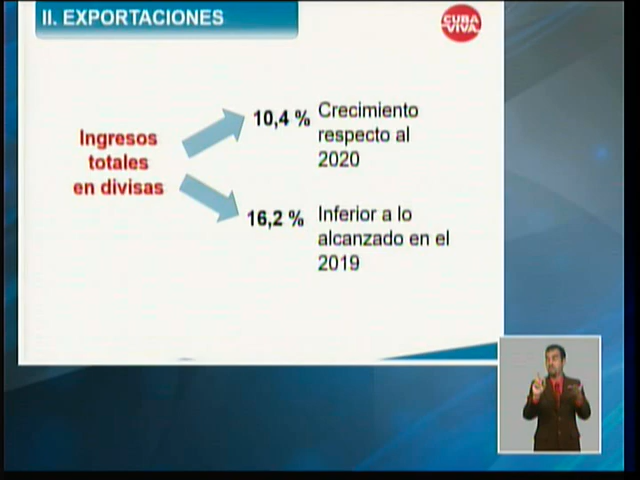 II. EXPORTACIONES
CUBA
VIVA
Ingresos
totales
en divisas
10,4 %
Crecimiento
respecto al
2020
16,2 %
Inferior a lo
alcanzado en el
2019